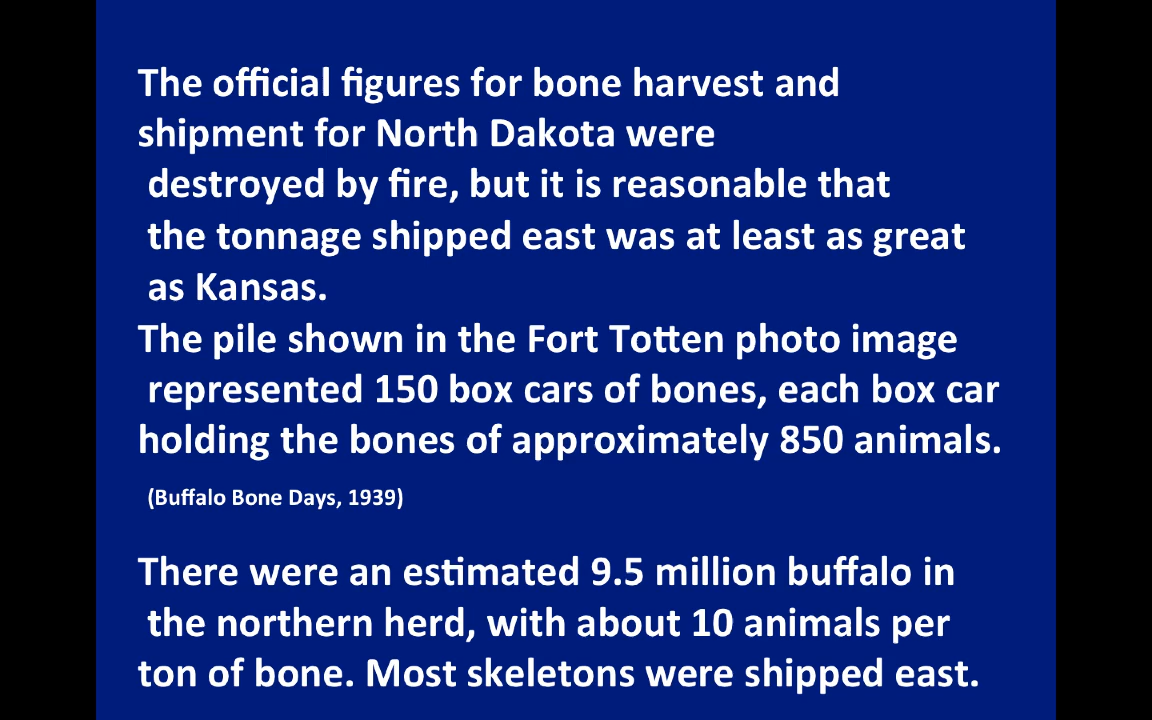 The official figures for bone harvest and
shipment for North Dakota were
destroyed by fire, but it is reasonable that
the tonnage shipped east was at least as great
as Kansas.
The pile shown in the Fort Totten photo image
represented 150 box cars of bones, each box car
holding the bones of approximately 850 animals.
(Buffalo Bone Days, 1939)
There were an estimated 9.5 million buffalo in
the northern herd, with about 10 animals per
ton of bone. Most skeletons were shipped east.